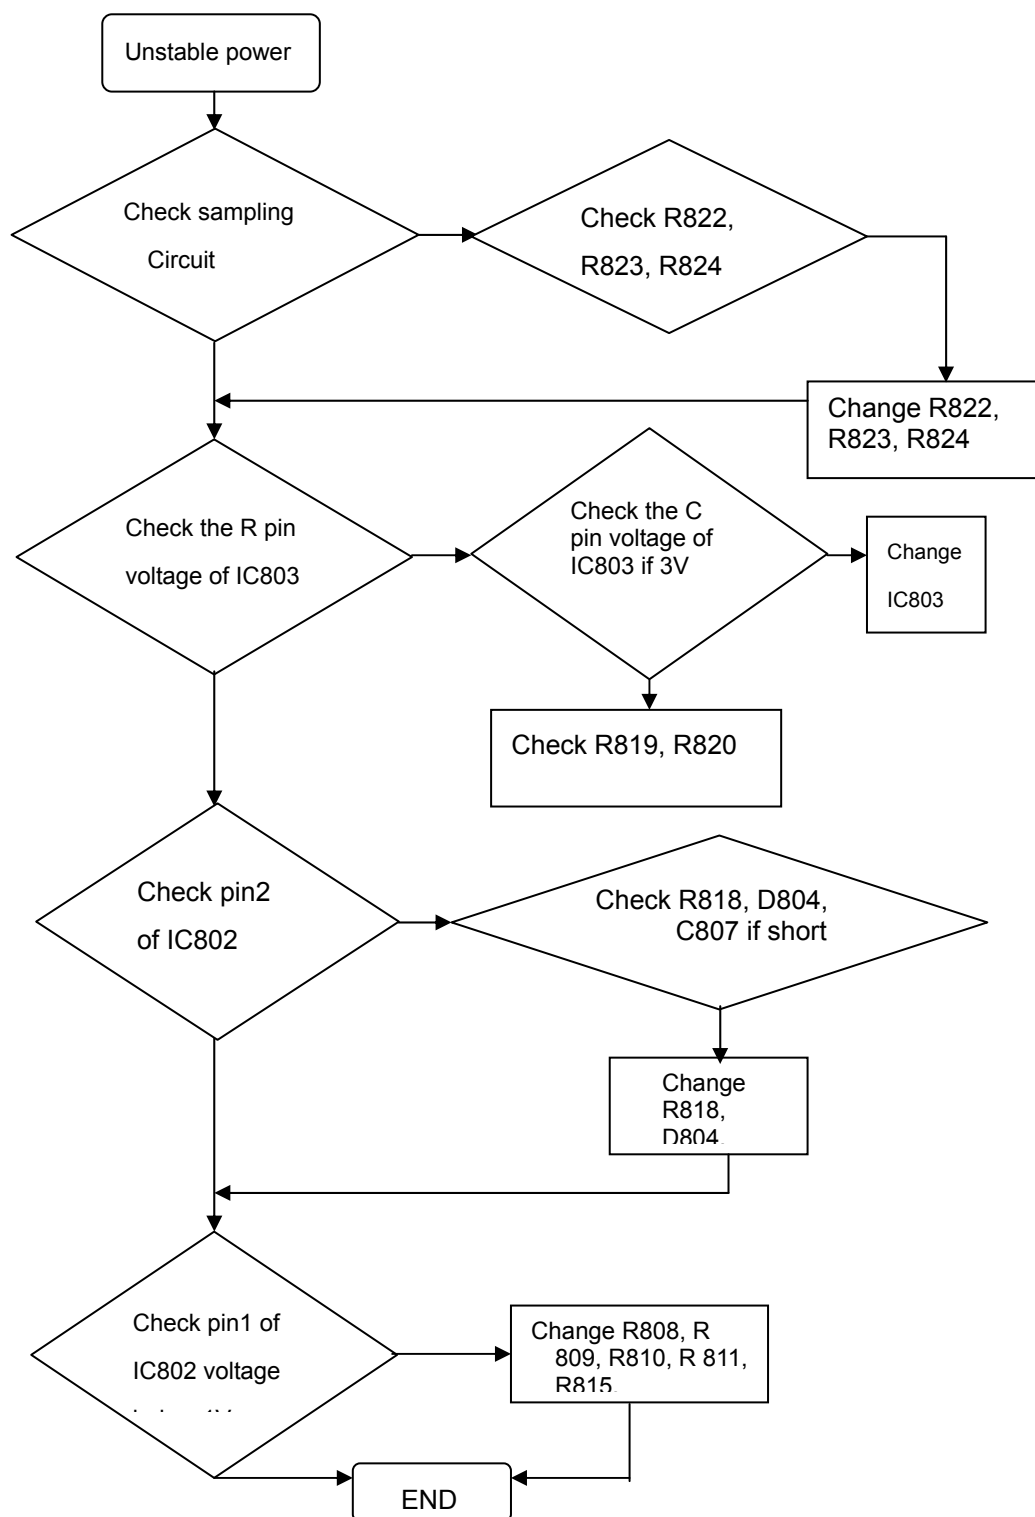 Unstable power
Check sampling
Circuit
Check R822,
R823, R824
Change R822,
R823, R824
Check the R pin
voltage of IC803
Check the C
pin voltage of
IC803 if 3V
Change
IC803
Check R819, R820
Check pin2
of IC802
Check R818, D804,
C807 if short
Change
R818,
D804.
Check pin1 of
IC802 voltage
Change R808, R
809, R810, R 811,
R815.
END